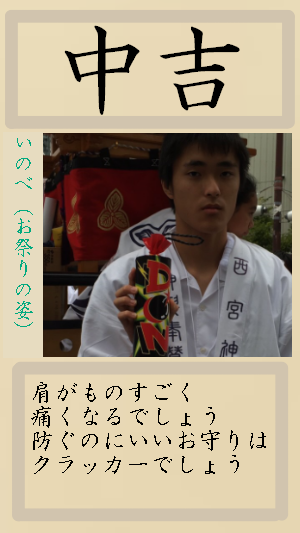 中吉
いのべ（お祭りの姿）
DON
西宮神
肩がものすごく
痛くなるでしょう
防ぐのにいいお守りは
クラッカーでしょう